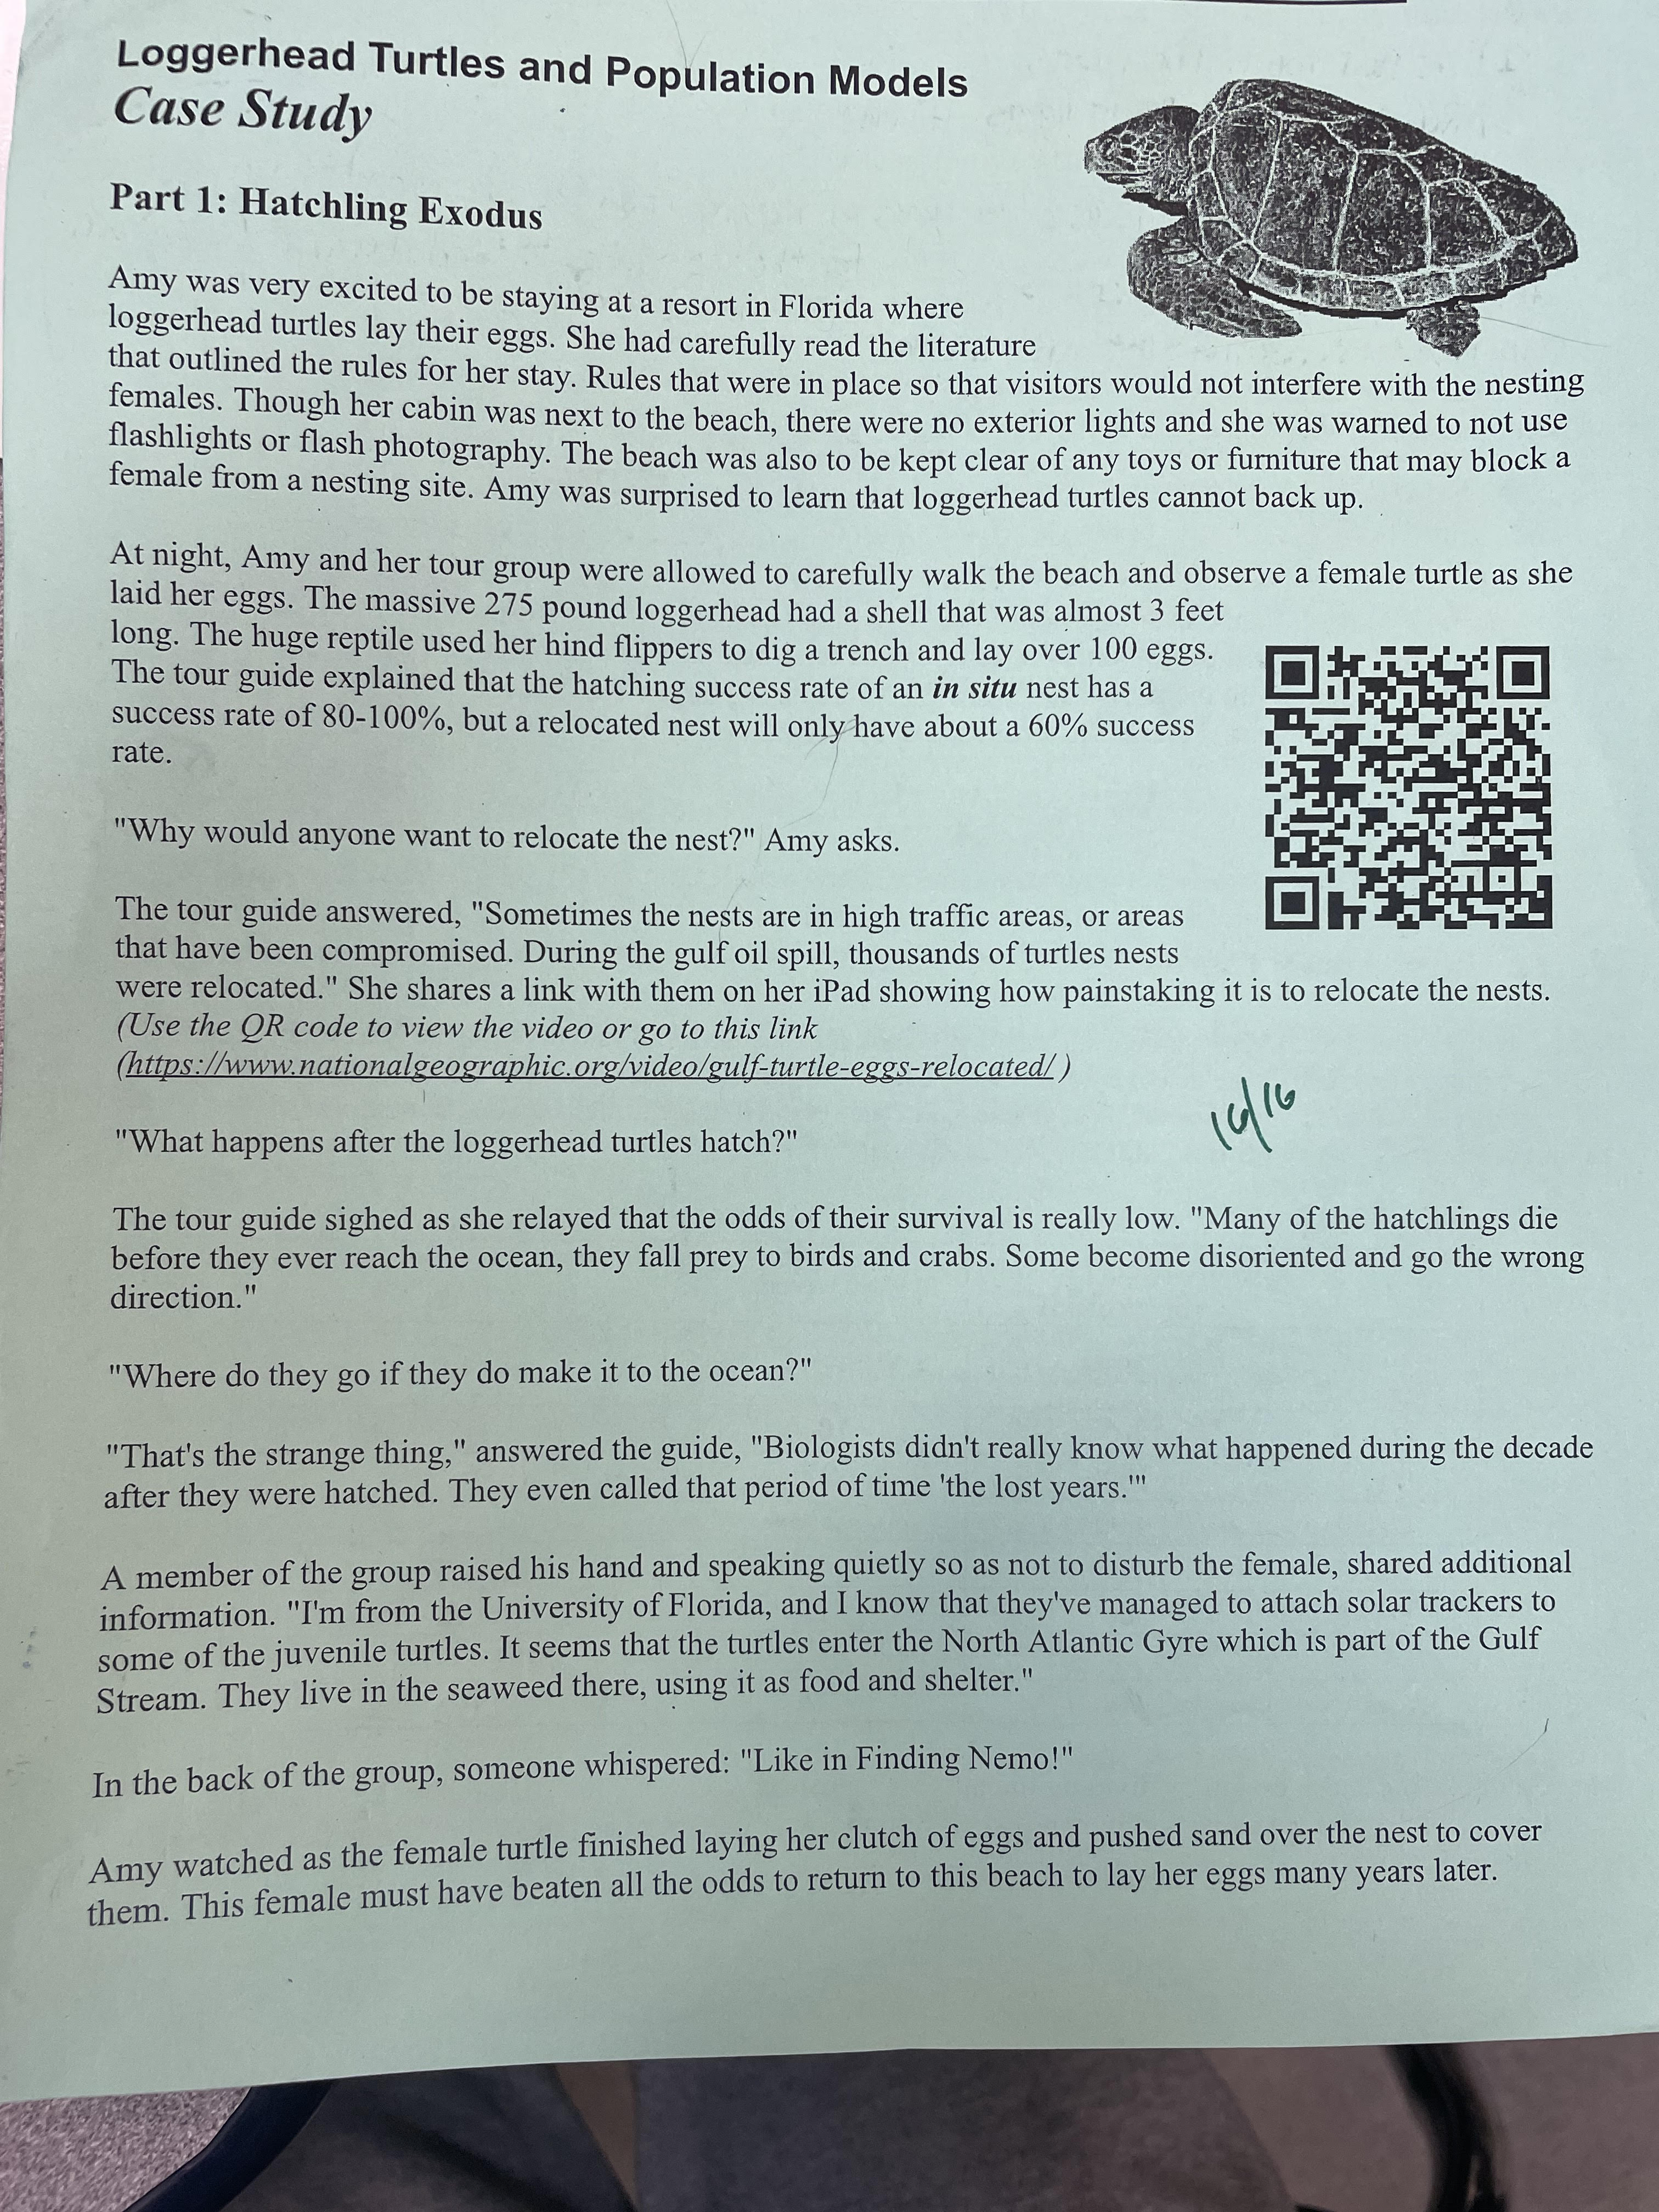 Loggerhead Turtles and Population Models
Case Study
Part 1: Hatchling Exodus
Amy was very excited to be staying at a resort in Florida where
loggerhead turtles lay their eggs. She had carefully read the literature
that outlined the rules for her stay. Rules that were in place so that visitors would not interfere with the nesting
females. Though her cabin was next to the beach, there were no exterior lights and she was warned to not use
flashlights or flash photography. The beach was also to be kept clear of any toys or furniture that may block a
female from a nesting site. Amy was surprised to learn that loggerhead turtles cannot back up.
At night, Amy and her tour group were allowed to carefully walk the beach and observe a female turtle as she
laid her eggs. The massive 275 pound loggerhead had a shell that was almost 3 feet
long. The huge reptile used her hind flippers to dig a trench and lay over 100 eggs.
The tour guide explained that the hatching success rate of an in situ nest has a
success rate of 80-100%, but a relocated nest will only have about a 60% success
rate.
"Why would anyone want to relocate the nest?" Amy asks.
The tour guide answered, "Sometimes the nests are in high traffic areas, or areas
that have been compromised. During the gulf oil spill, thousands of turtles nests
were relocated." She shares a link with them on her iPad showing how painstaking it is to relocate the nests.
(Use the QR code to view the video or go to this link
(https://www.nationalgeographic.org/video/gulf-turtle-eggs-relocated/ )
16/16
"What happens after the loggerhead turtles hatch?"
The tour guide sighed as she relayed that the odds of their survival is really low. "Many of the hatchlings die
before they ever reach the ocean, they fall prey to birds and crabs. Some become disoriented and go the wrong
direction."
"Where do they go if they do make it to the ocean?"
"That's the strange thing," answered the guide, "Biologists didn't really know what happened during the decade
after they were hatched. They even called that period of time 'the lost years.'"
A member of the group raised his hand and speaking quietly so as not to disturb the female, shared additional
information. "I'm from the University of Florida, and I know that they've managed to attach solar trackers to
some of the juvenile turtles. It seems that the turtles enter the North Atlantic Gyre which is part of the Gulf
Stream. They live in the seaweed there, using it as food and shelter."
In the back of the group, someone whispered: "Like in Finding Nemo!"
Amy watched as the female turtle finished laying her clutch of eggs and pushed sand over the nest to cover
them. This female must have beaten all the odds to return to this beach to lay her eggs many years later.